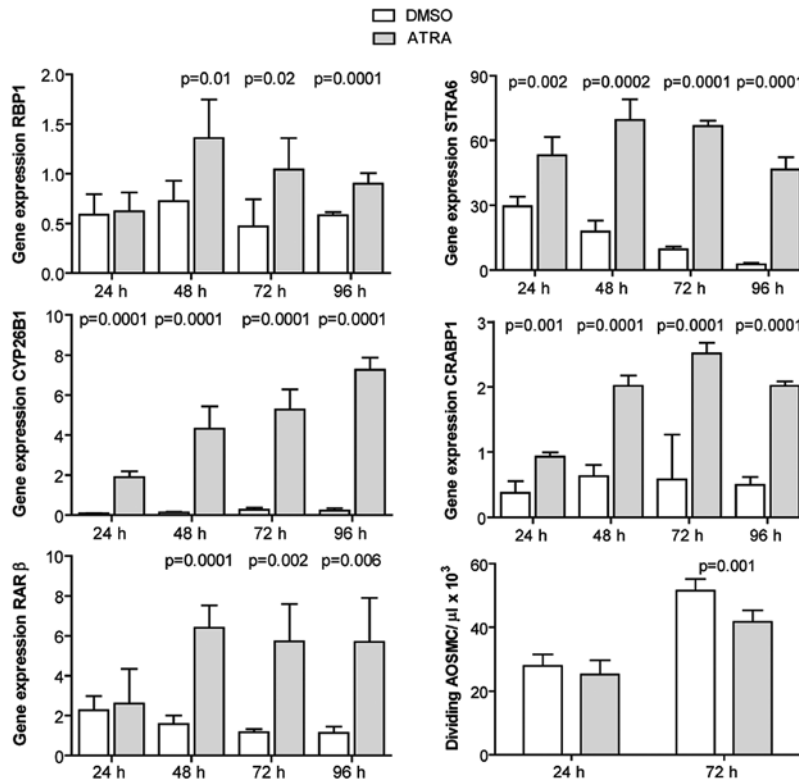 DMSO
ATRA
Gene expression RBP1
2.0
1.5
1.0
0.5
0.0
p=0.01 p=0.02 p=0.0001
24 h 48 h 72 h 96 h
Gene expression STRA6
90
60
30
0
p=0.002 p=0.0002 p=0.0001 p=0.0001
24 h 48 h 72 h 96 h
Gene expression CYP26B1
10
8
6
4
2
0
p=0.0001 p=0.0001 p=0.0001 p=0.0001
24 h 48 h 72 h 96 h
Gene expression CRABP1
3
2
1
0
p=0.001 p=0.0001 p=0.0001 p=0.0001
24 h 48 h 72 h 96 h
Gene expression RAR β
10
8
6
4
2
0
p=0.0001 p=0.002 p=0.006
24 h 48 h 72 h 96 h
Dividing AOSMC/ µl x 10³
60
40
20
0
p=0.001
24 h 72 h